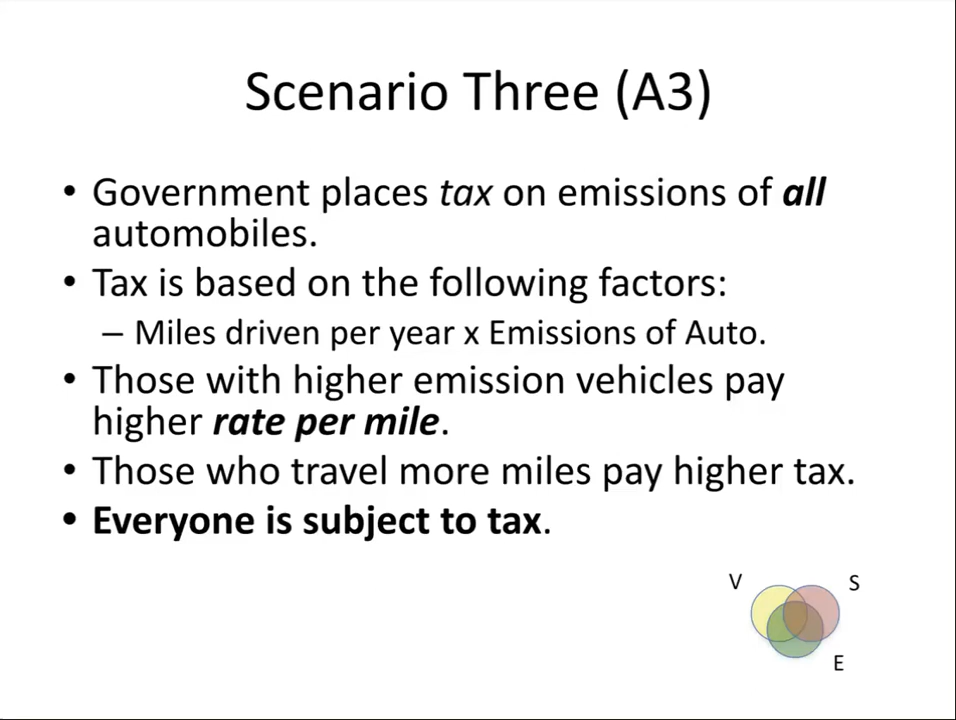 Scenario Three (A3)
• Government places tax on emissions of all
automobiles.
• Tax is based on the following factors:
– Miles driven per year x Emissions of Auto.
• Those with higher emission vehicles pay
higher rate per mile.
• Those who travel more miles pay higher tax.
• Everyone is subject to tax.
V S
E